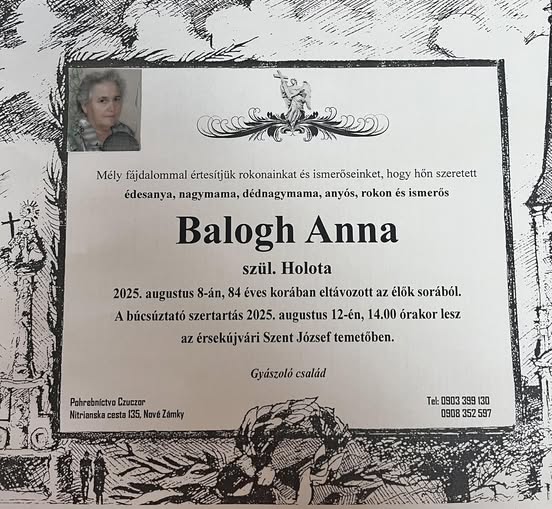 Mély fájdalommal értesítjük rokonainkat és ismerőseinket, hogy hőn szeretett
édesanya, nagymama, dédnagymama, anyós, rokon és ismerős
Balogh Anna
szül. Holota
2025. augusztus 8-án, 84 éves korában eltávozott az élők sorából.
A búcsúztató szertartás 2025. augusztus 12-én, 14.00 órakor lesz
az érsekújvári Szent József temetőben.
Gyászoló család
Pohrebníctvo Czuczor
Nitrianska cesta 135, Nové Zámky
Tel: 0903 399 130
0908 352 597